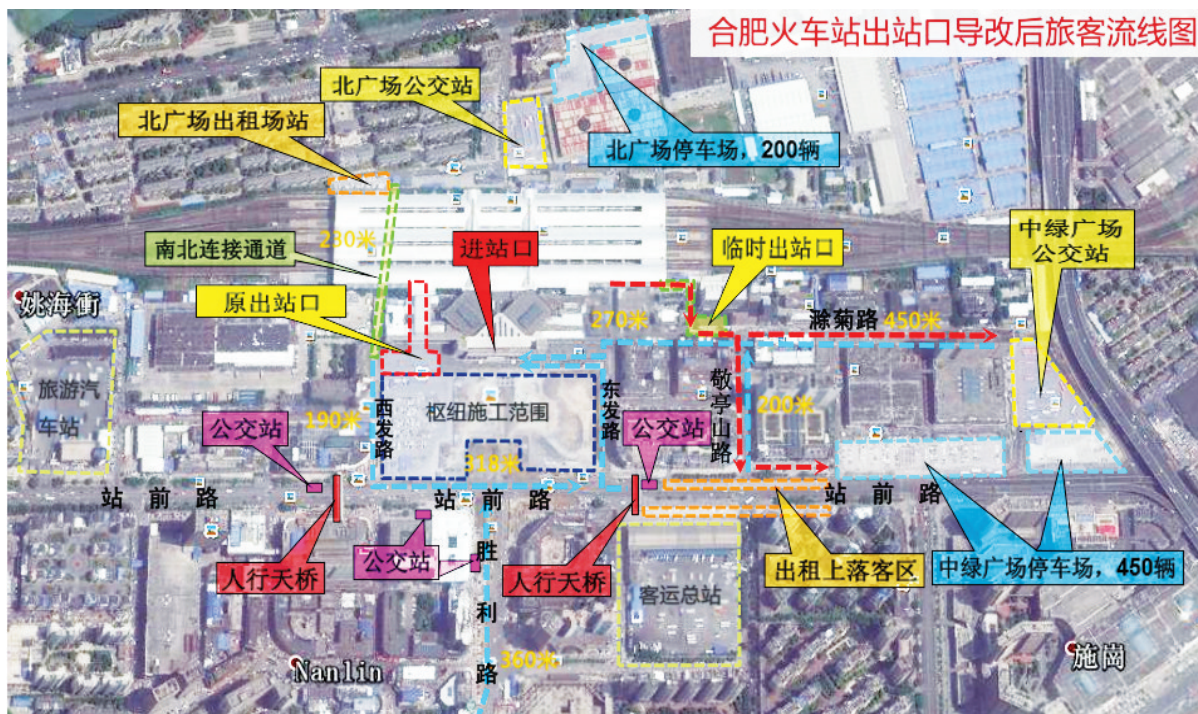 合肥火车站出站口导改后旅客流线图
北广场公交站
北广场出租场站
北广场停车场，200辆
南北连接通道
230米
进站口
临时出站口
中绿广场
公交站
姚海衝
原出站口
270米
滁菊路
450米
旅游汽
车站
190米
西发路
枢纽施工范围
东发路
敬亭山路
200米
公交站
公交站
318米
站前路
站前路
站前路
人行天桥
公交站
胜利路
人行天桥
出租上落客区
中绿广场停车场，450辆
客运总站
Nanlin
360米
施崗